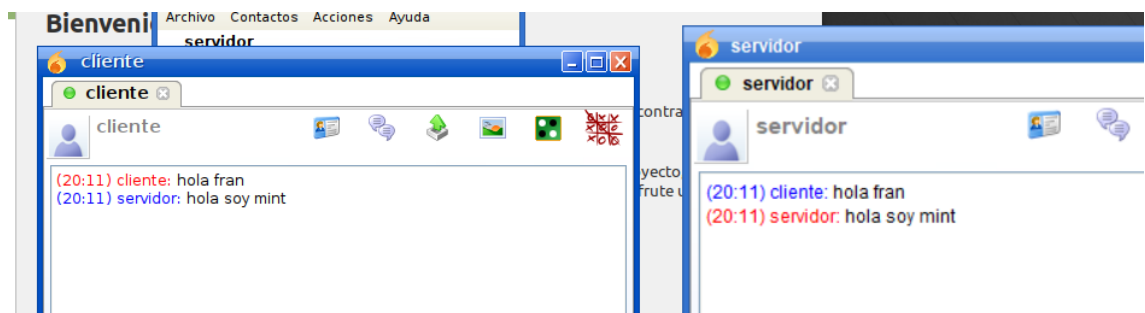 Bienveni
Archivo Contactos Acciones Ayuda
servidor
cliente
cliente
cliente
(20:11) cliente: hola fran
(20:11) servidor: hola soy mint
contra
yecto
frute u
servidor
servidor
servidor
(20:11) cliente: hola fran
(20:11) servidor: hola soy mint